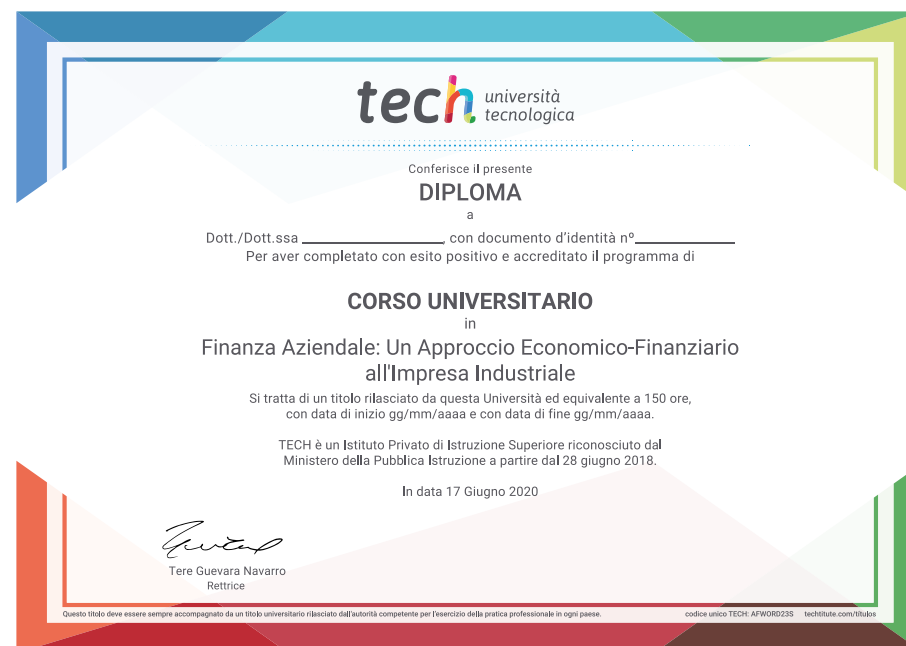 tech università
tecnologica
Conferisce il presente
DIPLOMA
a
Dott./Dott.ssa ____________________, con documento d'identità nº______________
Per aver completato con esito positivo e accreditato il programma di
CORSO UNIVERSITARIO
in
Finanza Aziendale: Un Approccio Economico-Finanziario
all'Impresa Industriale
Si tratta di un titolo rilasciato da questa Università ed equivalente a 150 ore,
con data di inizio gg/mm/aaaa e con data di fine gg/mm/aaaa.
TECH è un Istituto Privato di Istruzione Superiore riconosciuto dal
Ministero della Pubblica Istruzione a partire dal 28 giugno 2018.
In data 17 Giugno 2020
Tere Guevara Navarro
Rettrice
Questo titolo deve essere sempre accompagnato da un titolo universitario rilasciato dall'autorità competente per l'esercizio della pratica professionale in ogni paese. codice unico TECH: AFWORD23S techtitute.com/títulos